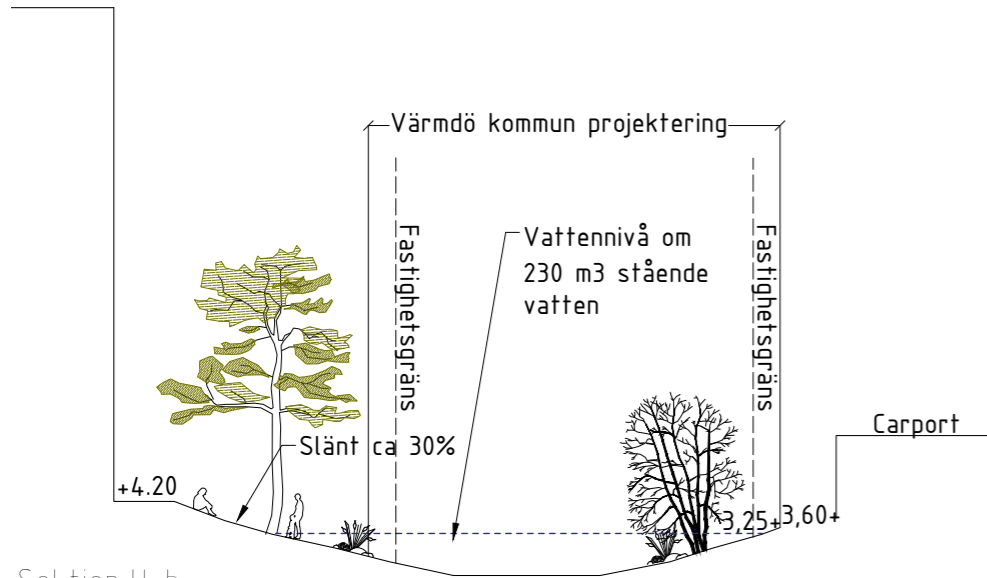 Värmdö kommun projektering
Vattennivå om
230 m3 stående
vatten
Fastighetsgräns
Fastighetsgräns
Carport
Slänt ca 30%
+4.20
3,25+
3,60+